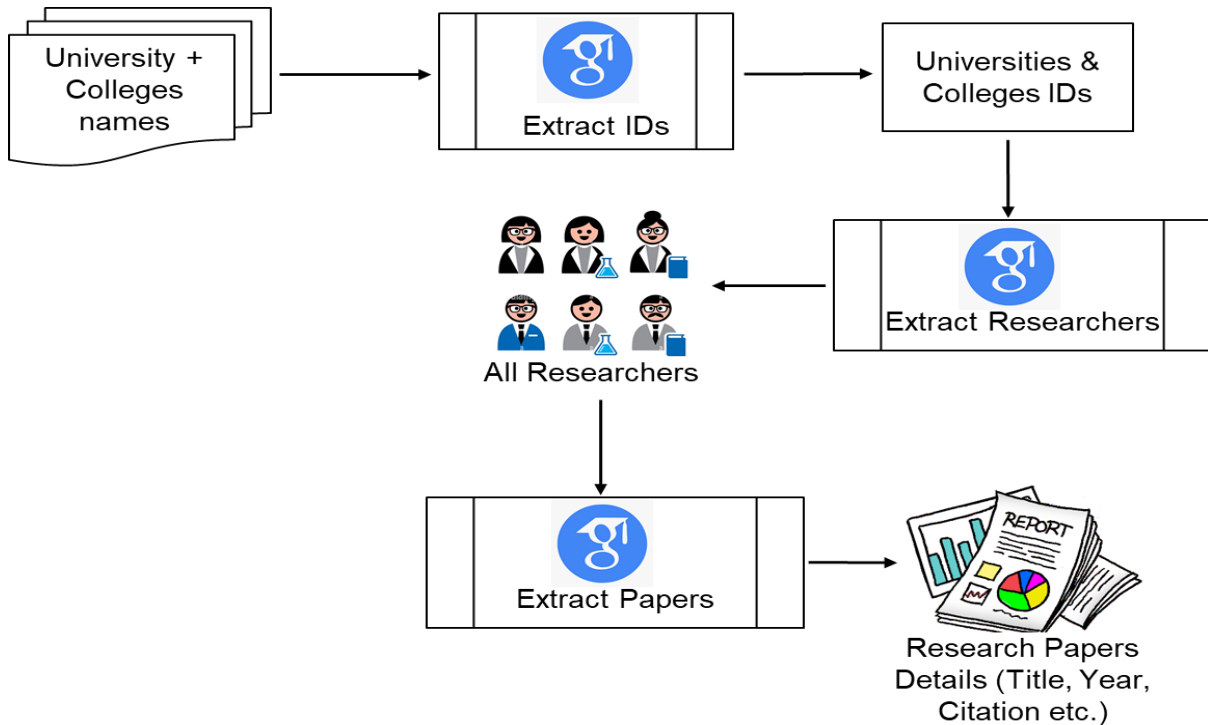 University +
Colleges
names
Extract IDs
Universities &
Colleges IDs
Extract Researchers
All Researchers
Extract Papers
REPORT
Research Papers
Details (Title, Year,
Citation etc.)